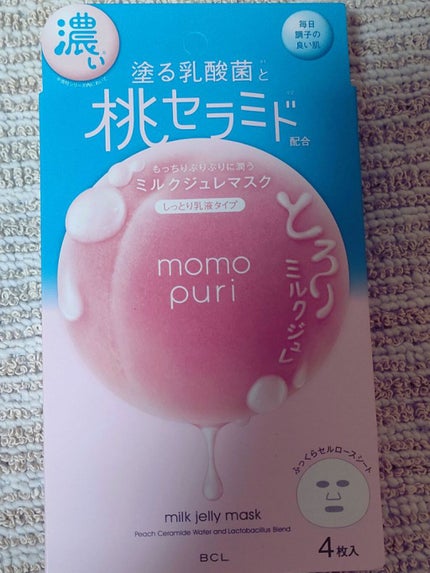 濃い
毎日
調子の
良い肌
塗る乳酸菌と
桃セラミド
配合
もっちりぷりぷりに潤う
ミルクジュレマスク
しっとり乳液タイプ
とろり
ミルクジュレ
momo
puri
ふっくらセルロースシート
milk jelly mask
Peach Ceramide Water and Lactobacillus Blend
BCL
4枚入